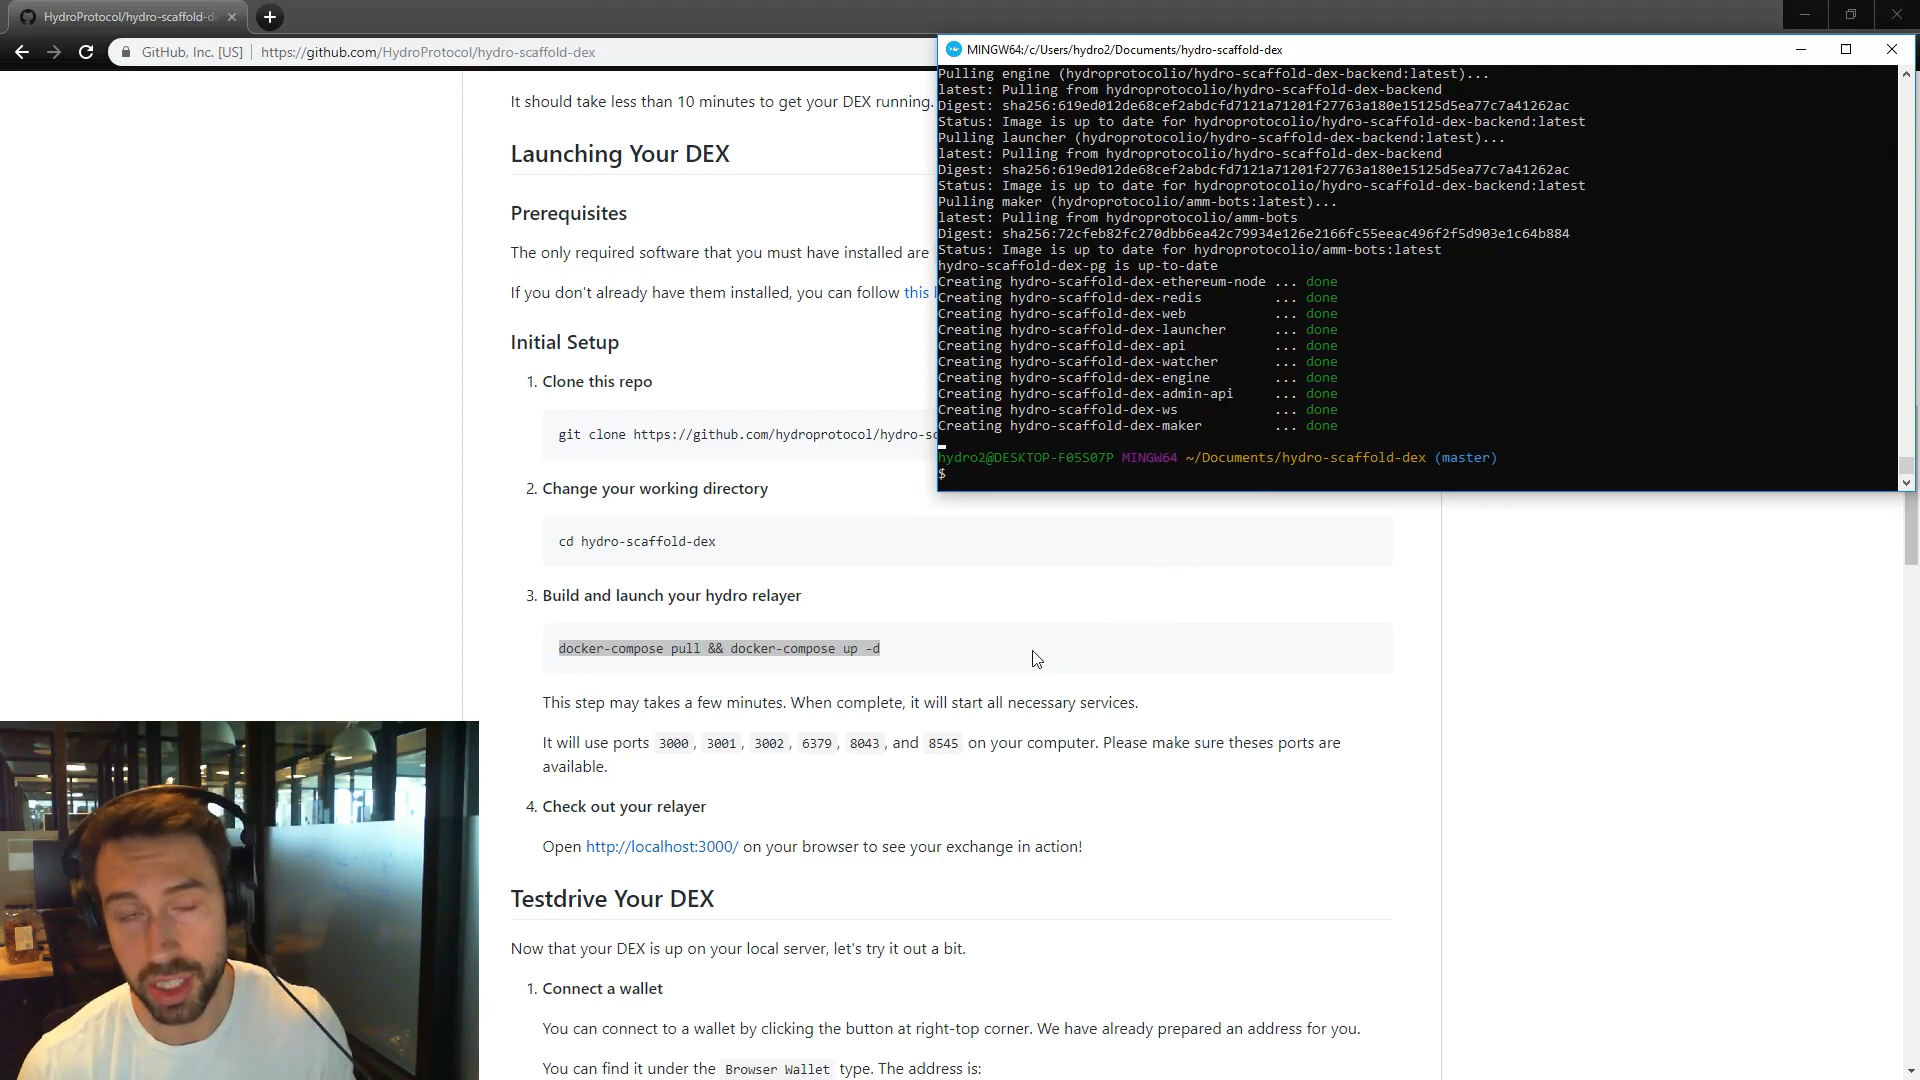 HydroProtocol/hydro-scaffold-de
GitHub, Inc. [US]
https://github.com/HydroProtocol/hydro-scaffold-dex
It should take less than 10 minutes to get your DEX running.
Launching Your DEX
Prerequisites
The only required software that you must have installed are
If you don't already have them installed, you can follow this
Initial Setup
1. Clone this repo
git clone https://github.com/hydroprotocol/hydro-sc
2. Change your working directory
cd hydro-scaffold-dex
3. Build and launch your hydro relayer
docker-compose pull && docker-compose up -d
This step may takes a few minutes. When complete, it will start all necessary services.
It will use ports 3000, 3001, 3002, 6379, 8043, and 8545 on your computer. Please make sure theses ports are
available.
4. Check out your relayer
Open http://localhost:3000/ on your browser to see your exchange in action!
Testdrive Your DEX
Now that your DEX is up on your local server, let's try it out a bit.
1. Connect a wallet
You can connect to a wallet by clicking the button at right-top corner. We have already prepared an address for you.
You can find it under the Browser Wallet type. The address is:
MINGW64:/c/Users/hydro2/Documents/hydro-scaffold-dex
Pulling engine (hydroprotocolio/hydro-scaffold-dex-backend:latest)...
latest: Pulling from hydroprotocolio/hydro-scaffold-dex-backend
Digest: sha256:619ed012de68cef2abdcfd7121a71201f27763a180e15125d5ea77c7a41262ac
Status: Image is up to date for hydroprotocolio/hydro-scaffold-dex-backend:latest
Pulling launcher (hydroprotocolio/hydro-scaffold-dex-backend:latest)...
latest: Pulling from hydroprotocolio/hydro-scaffold-dex-backend
Digest: sha256:619ed012de68cef2abdcfd7121a71201f27763a180e15125d5ea77c7a41262ac
Status: Image is up to date for hydroprotocolio/hydro-scaffold-dex-backend:latest
Pulling maker (hydroprotocolio/amm-bots:latest)...
latest: Pulling from hydroprotocolio/amm-bots
Digest: sha256:72cfeb82fc270dbb6ea42c79934e126e2166fc55eeac496f2f5d903e1c64b884
Status: Image is up to date for hydroprotocolio/amm-bots:latest
hydro-scaffold-dex-pg is up-to-date
Creating hydro-scaffold-dex-ethereum-node ... done
Creating hydro-scaffold-dex-redis ... done
Creating hydro-scaffold-dex-web ... done
Creating hydro-scaffold-dex-launcher ... done
Creating hydro-scaffold-dex-api ... done
Creating hydro-scaffold-dex-watcher ... done
Creating hydro-scaffold-dex-engine ... done
Creating hydro-scaffold-dex-admin-api ... done
Creating hydro-scaffold-dex-ws ... done
Creating hydro-scaffold-dex-maker ... done
hydro2@DESKTOP-F05S07P MINGW64 ~/Documents/hydro-scaffold-dex (master)
$